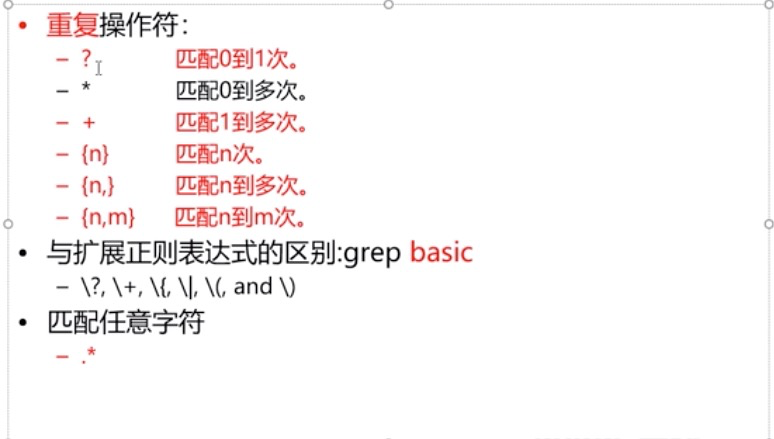 • 重复操作符：
– ? 匹配0到1次。
– * 匹配0到多次。
– + 匹配1到多次。
– {n} 匹配n次。
– {n,} 匹配n到多次。
– {n,m} 匹配n到m次。
• 与扩展正则表达式的区别:grep basic
– \?, \+, \{, \|, \(, and \)
• 匹配任意字符
– .*